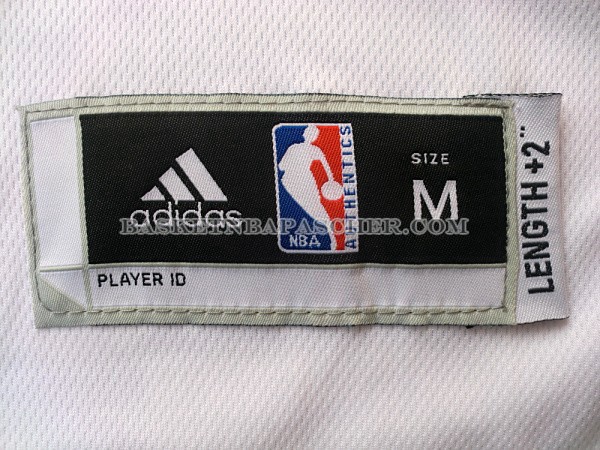 adidas
NBA
AUTHENTICS
SIZE
M
LENGTH +2"
PLAYER ID
BASKETNBAPASCHER.COM